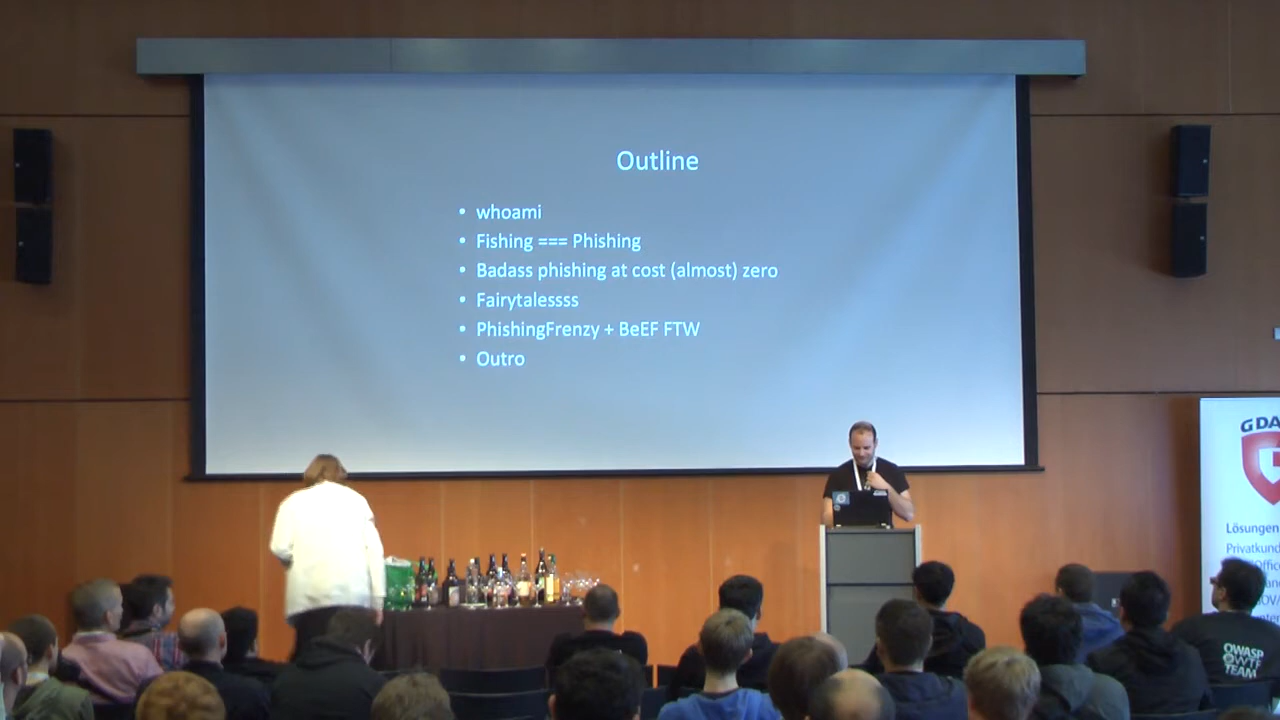 Outline
• whoami
• Fishing === Phishing
• Badass phishing at cost (almost) zero
• Fairytalessss
• PhishingFrenzy + BeEF FTW
• Outro
G DA
Lösungen
Privatkund
Office
OWASP
OWTF
TEAM